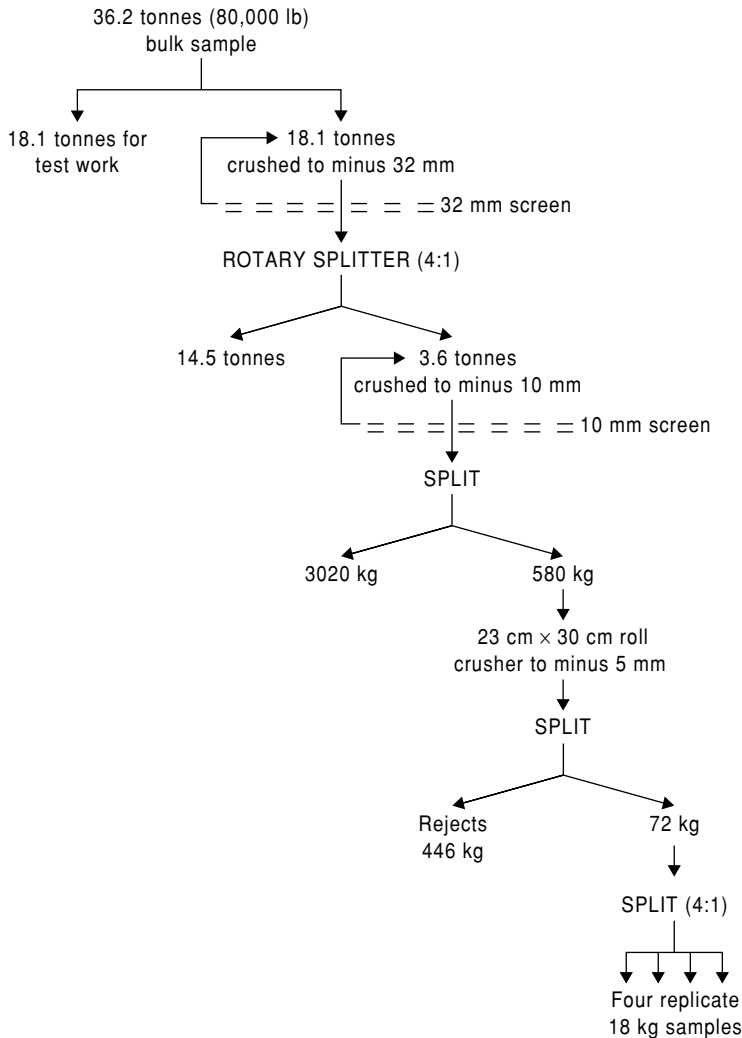 36.2 tonnes (80,000 lb)
bulk sample
18.1 tonnes for
test work
18.1 tonnes
crushed to minus 32 mm
32 mm screen
ROTARY SPLITTER (4:1)
14.5 tonnes
3.6 tonnes
crushed to minus 10 mm
10 mm screen
SPLIT
3020 kg
580 kg
23 cm × 30 cm roll
crusher to minus 5 mm
SPLIT
Rejects
446 kg
72 kg
SPLIT (4:1)
Four replicate
18 kg samples